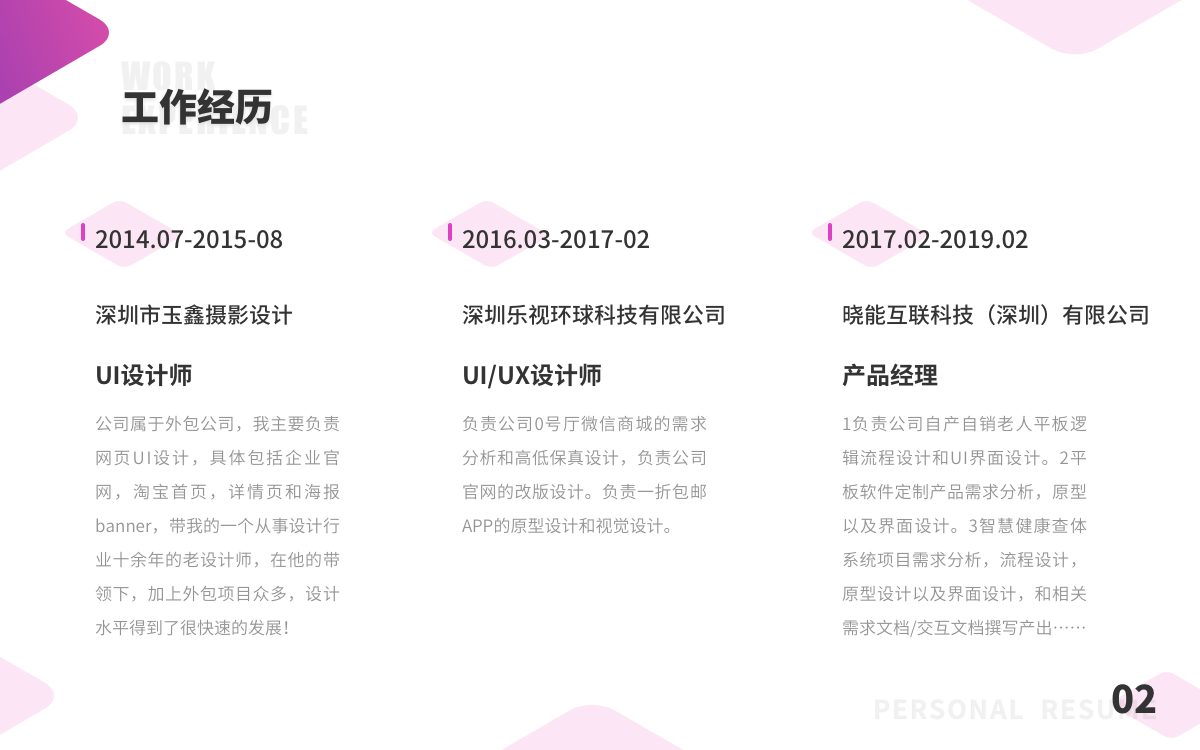 WORK
工作经历
EXPERIENCE
2014.07-2015-08
深圳市玉鑫摄影设计
UI设计师
公司属于外包公司，我主要负责
网页UI设计，具体包括企业官
网，淘宝首页，详情页和海报
banner，带我的一个从事设计行
业十余年的老设计师，在他的带
领下，加上外包项目众多，设计
水平得到了很快速的发展！
2016.03-2017-02
深圳乐视环球科技有限公司
UI/UX设计师
负责公司0号厅微信商城的需求
分析和高低保真设计，负责公司
官网的改版设计。负责一折包邮
APP的原型设计和视觉设计。
2017.02-2019.02
晓能互联科技（深圳）有限公司
产品经理
1负责公司自产自销老人平板逻
辑流程设计和UI界面设计。2平
板软件定制产品需求分析，原型
以及界面设计。3智慧健康查体
系统项目需求分析，流程设计，
原型设计以及界面设计，和相关
需求文档/交互文档撰写产出……
PERSONAL RESUME
02